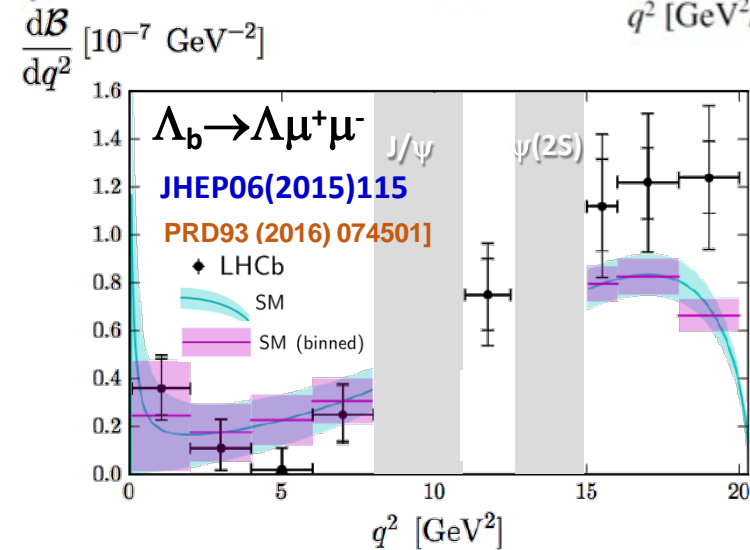 q² [GeV²
dℬ/dq² [10⁻⁷ GeV⁻²]
1.6
Λb→Λμ⁺μ⁻
J/ψ
ψ(2S)
1.4
JHEP06(2015)115
1.2
PRD93 (2016) 074501]
1.0
LHCb
0.8
SM
0.6
SM (binned)
0.4
0.2
0.0
0 5 10 15 20
q² [GeV²]